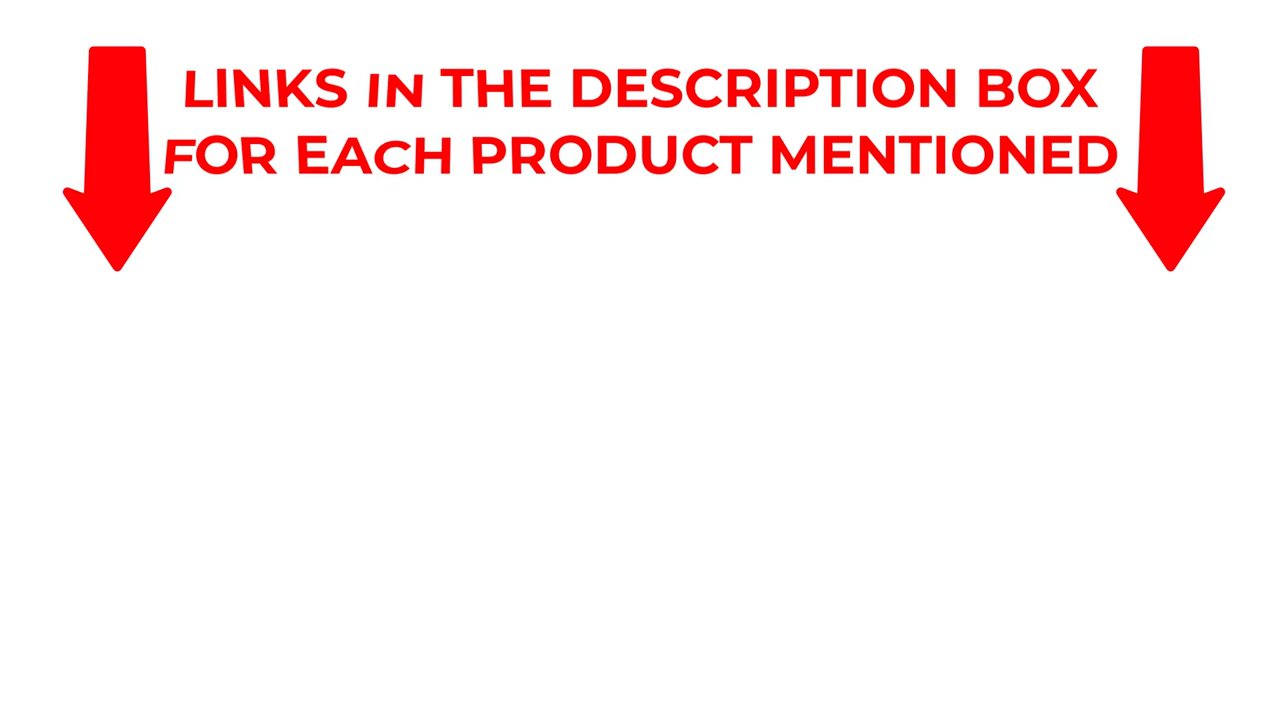 LINKS IN THE DESCRIPTION BOX
FOR EACH PRODUCT MENTIONED